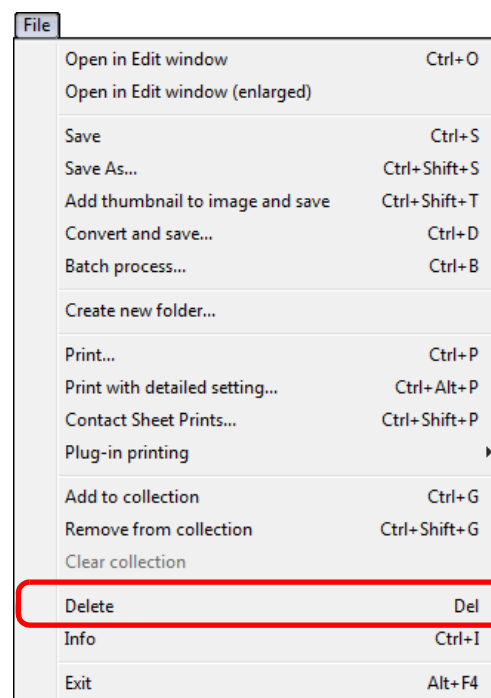 File
Open in Edit window Ctrl+O
Open in Edit window (enlarged)
Save Ctrl+S
Save As... Ctrl+Shift+S
Add thumbnail to image and save Ctrl+Shift+T
Convert and save... Ctrl+D
Batch process... Ctrl+B
Create new folder...
Print... Ctrl+P
Print with detailed setting... Ctrl+Alt+P
Contact Sheet Prints... Ctrl+Shift+P
Plug-in printing
Add to collection Ctrl+G
Remove from collection Ctrl+Shift+G
Clear collection
Delete Del
Info Ctrl+I
Exit Alt+F4